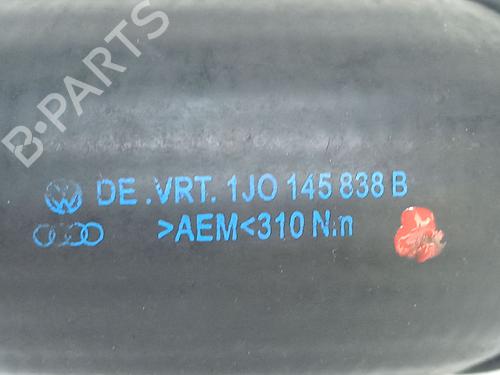 B-PARTS
DE .VRT. 1JO 145 838 B
>AEM<310 N.n